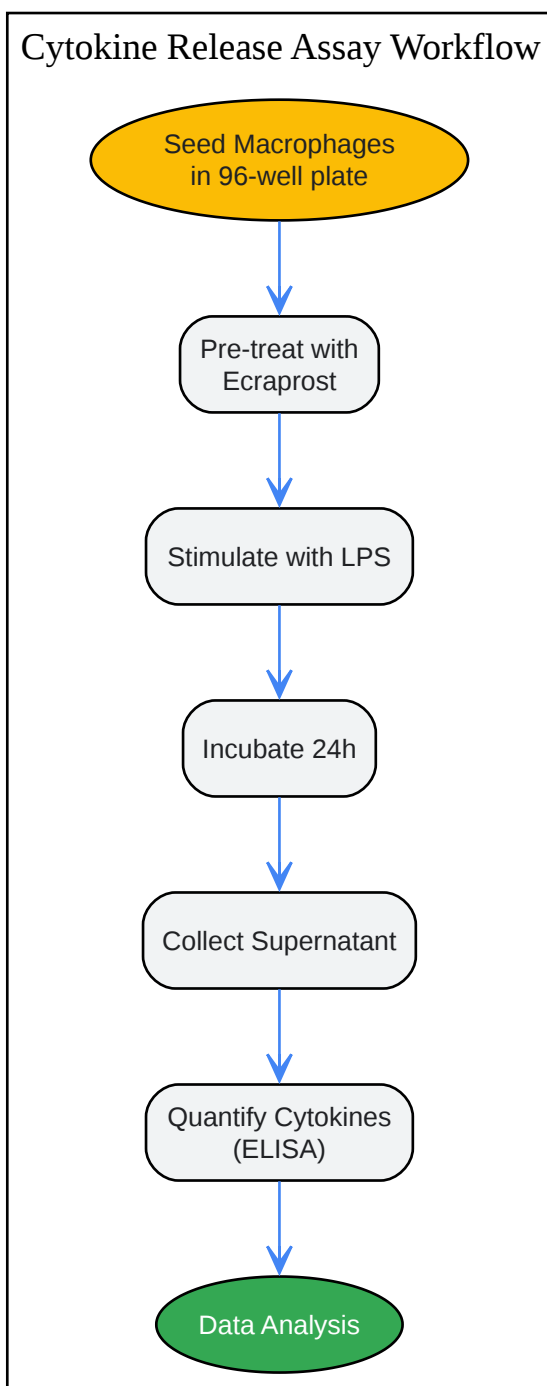 Cytokine Release Assay Workflow
Seed Macrophages
in 96-well plate
Pre-treat with
Ecraprost
Stimulate with LPS
Incubate 24h
Collect Supernatant
Quantify Cytokines
(ELISA)
Data Analysis